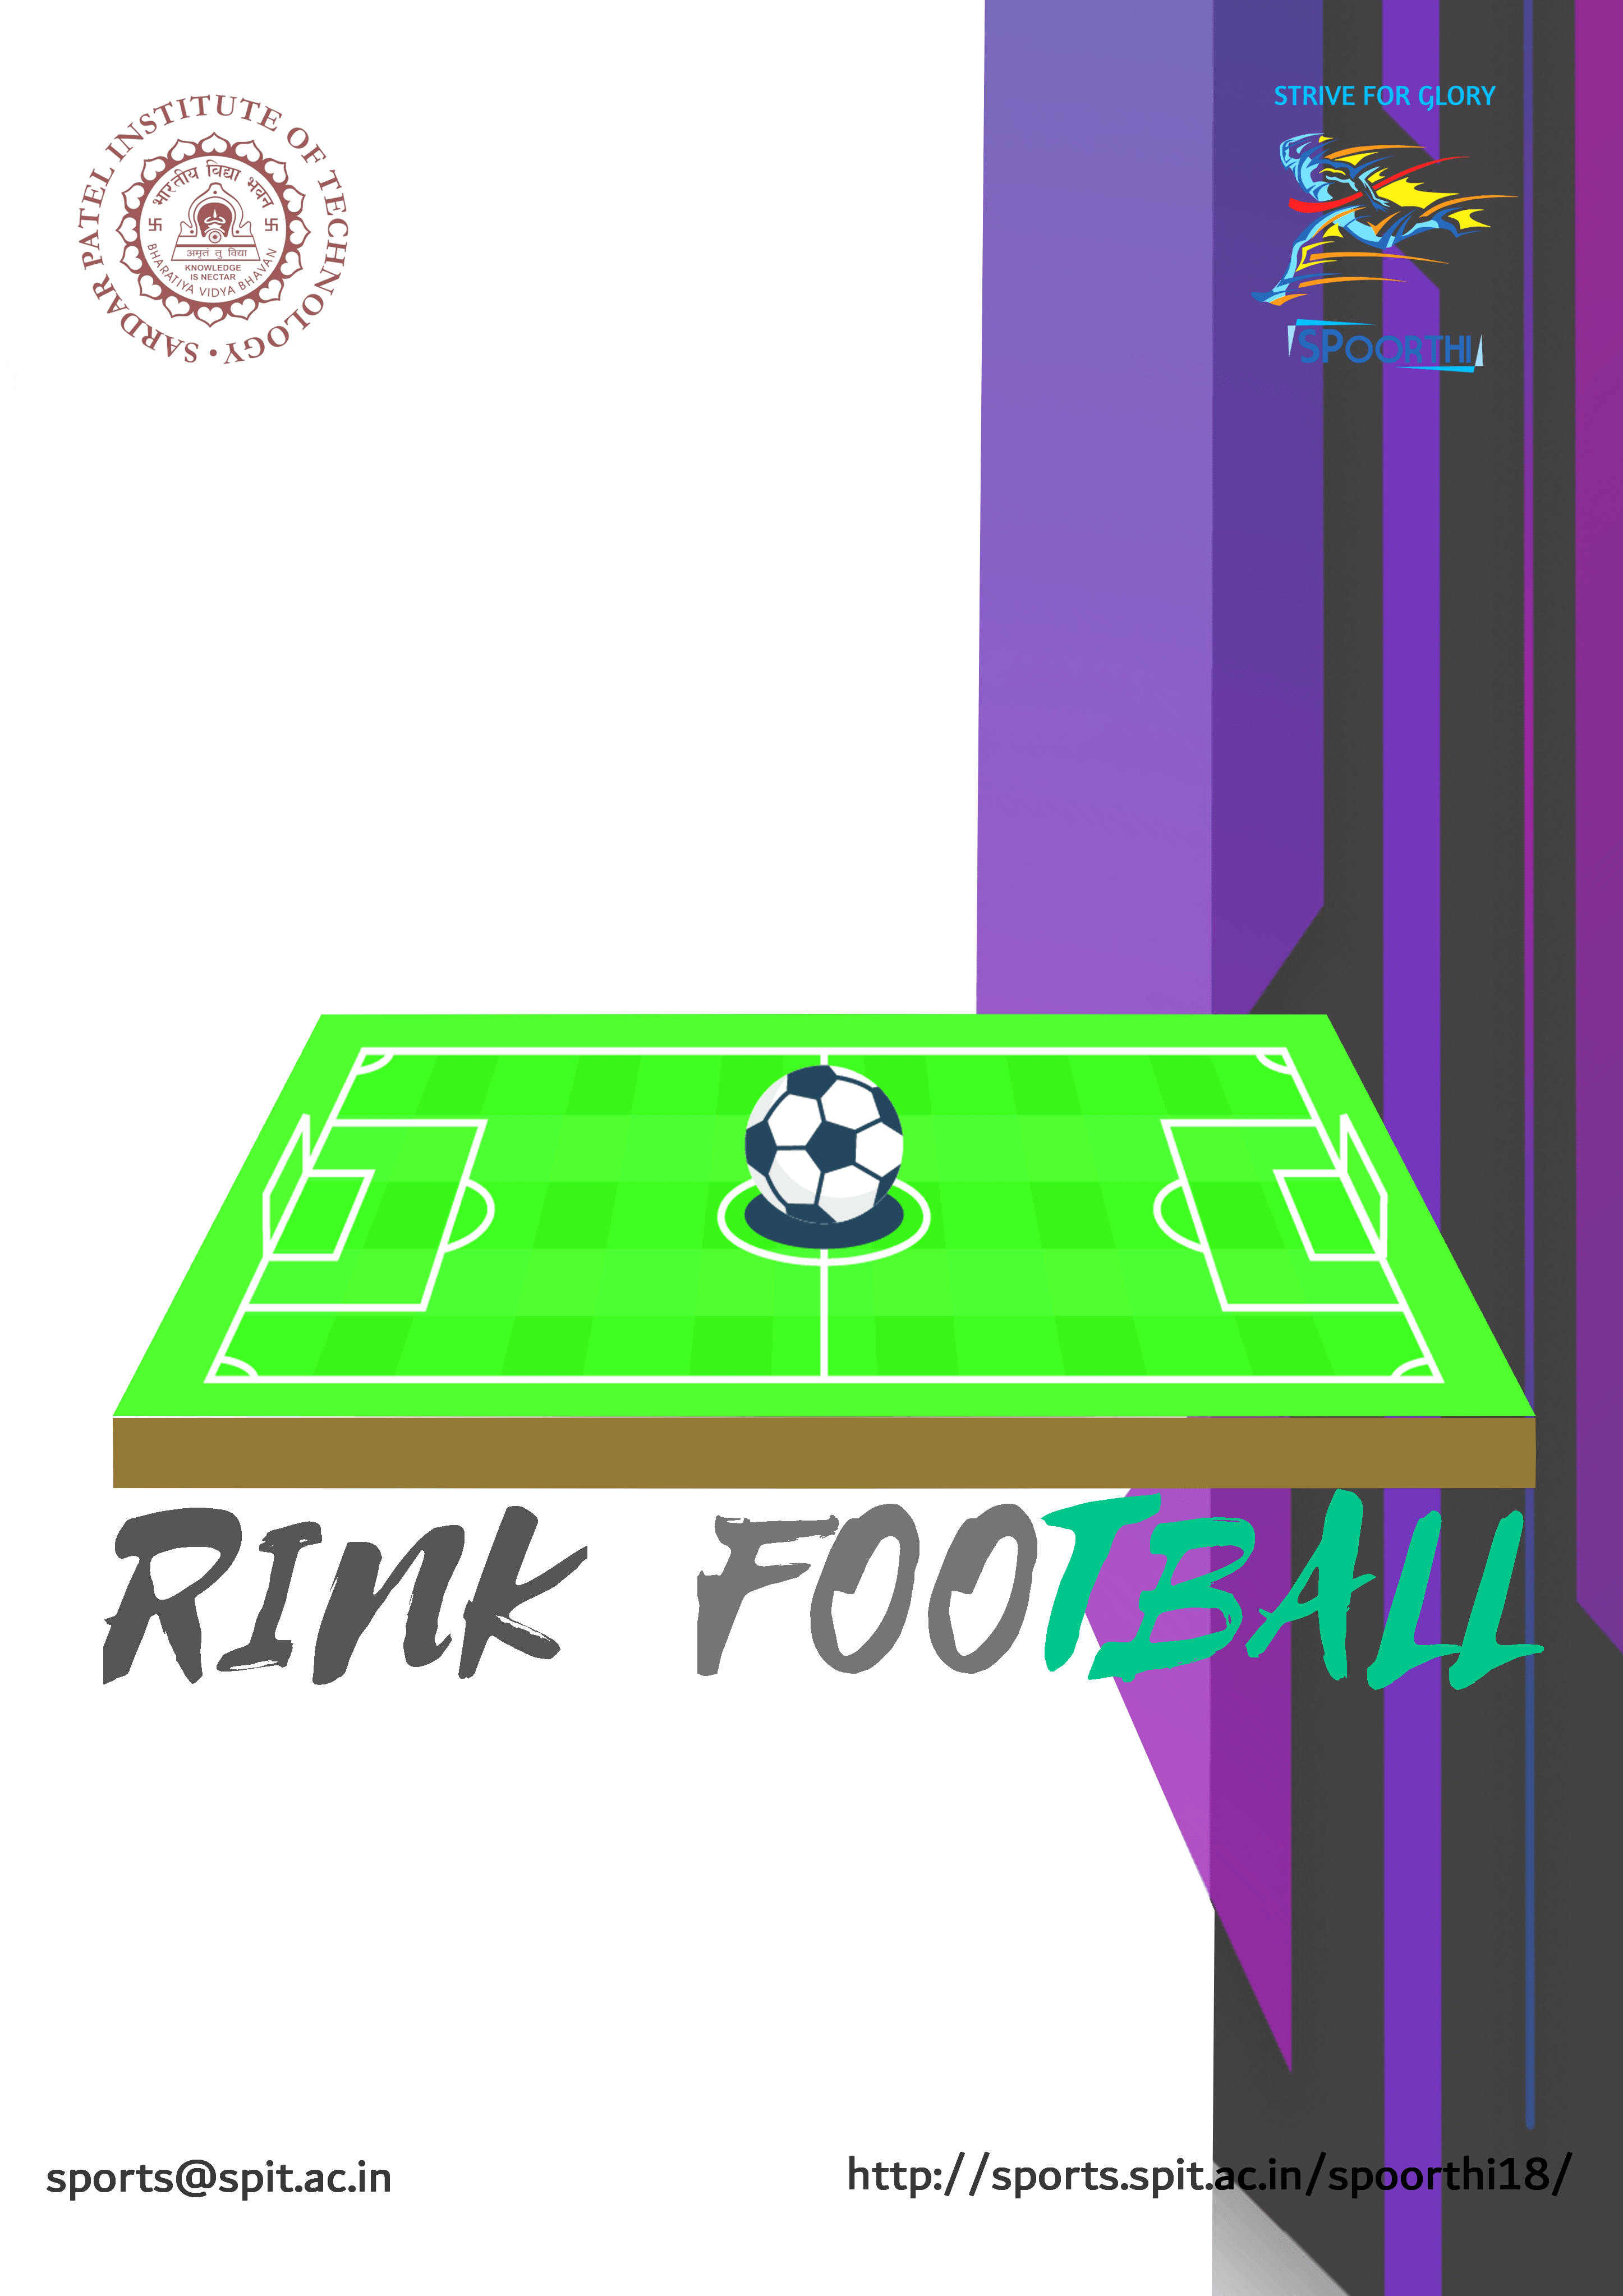 SARDAR PATEL INSTITUTE OF TECHNOLOGY •
भारतीय विद्या भवन
अमृतं तु विद्या
KNOWLEDGE
IS NECTAR
BHARATIYA VIDYA BHAVAN
STRIVE FOR GLORY
SPOORTHI
RINK FOOTBALL
sports@spit.ac.in
http://sports.spit.ac.in/spoorthi18/